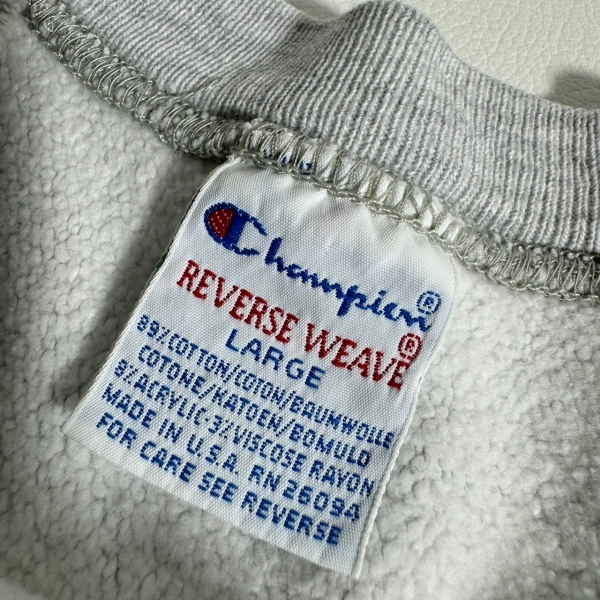 Champion®
REVERSE WEAVE®
LARGE
89%COTTON/COTON/BAUMWOLLE
COTONE/KATOEN/BOMULD
8%ACRYLIC·3%VISCOSE RAYON
MADE IN U.S.A. RN 26094
FOR CARE SEE REVERSE